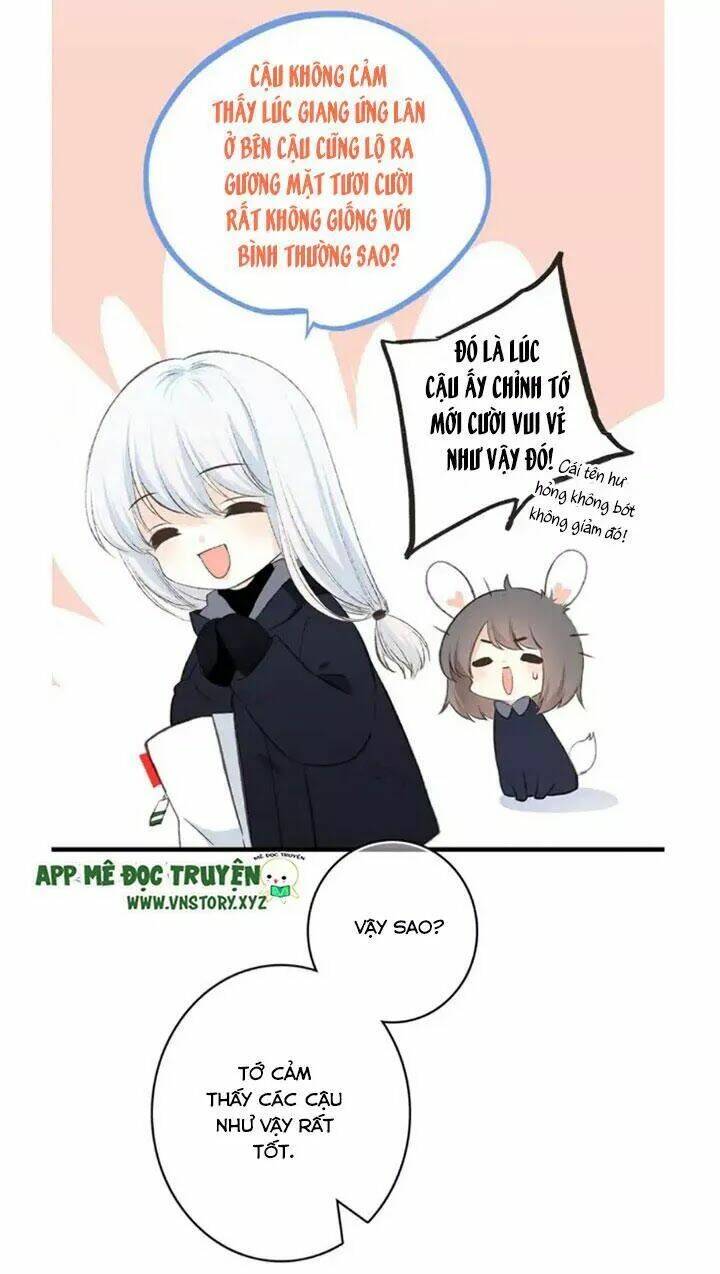 CẬU KHÔNG CẢM
THẤY LÚC GIANG ỨNG LÂN
Ở BÊN CẬU CŨNG LỘ RA
GƯƠNG MẶT TƯƠI CƯỜI
RẤT KHÔNG GIỐNG VỚI
BÌNH THƯỜNG SAO?
ĐÓ LÀ LÚC
CẬU ẤY CHỈNH TỚ
MỚI CƯỜI VUI VẺ
NHƯ VẬY ĐÓ!
Cái tên hư
hỏng không bớt
không giảm đó!
MÊ ĐỌC TRUYỆN
APP MÊ ĐỌC TRUYỆN
WWW.VNSTORY.XYZ
VẬY SAO?
TỚ CẢM
THẤY CÁC CẬU
NHƯ VẬY RẤT
TỐT.